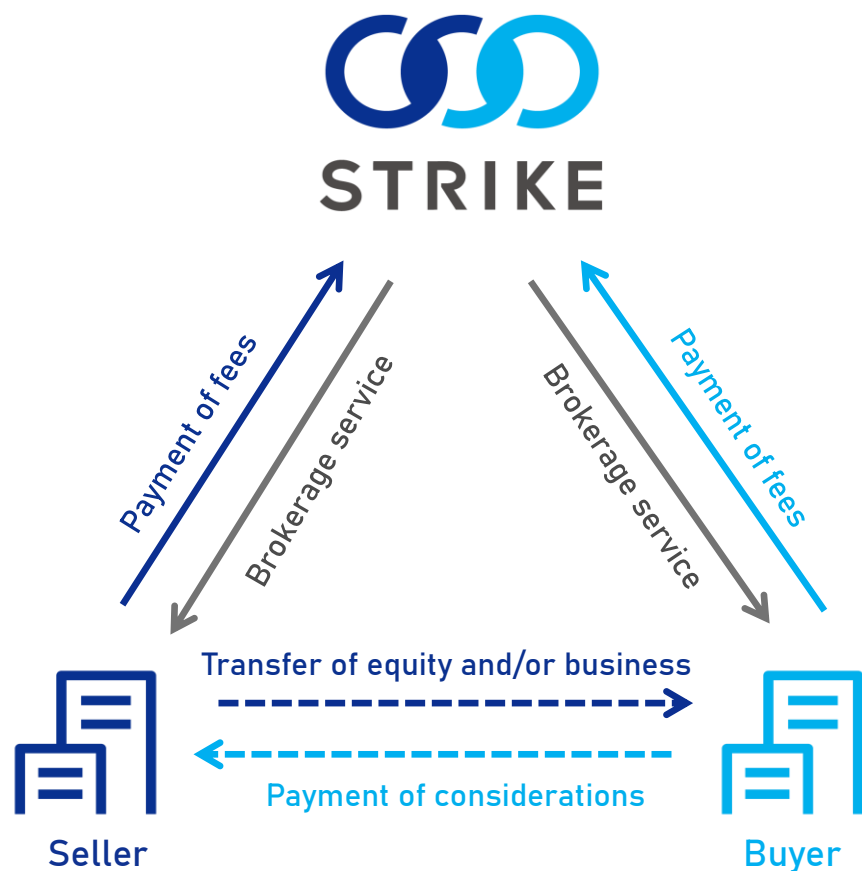 STRIKE
Payment of fees
Brokerage service
Brokerage service
Payment of fees
Transfer of equity and/or business
Payment of considerations
Seller
Buyer